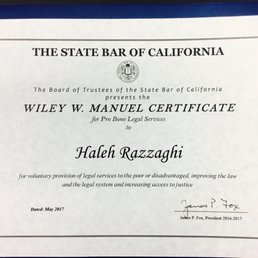 THE STATE BAR OF CALIFORNIA
The Board of Trustees of the State Bar of California
presents the
WILEY W. MANUEL CERTIFICATE
for Pro Bono Legal Services
to
Haleh Razzaghi
for voluntary provision of legal services to the poor or disadvantaged, improving the law
and the legal system and increasing access to justice
Dated: May 2017
James P. Fox
James P. Fox, President 2016-2017